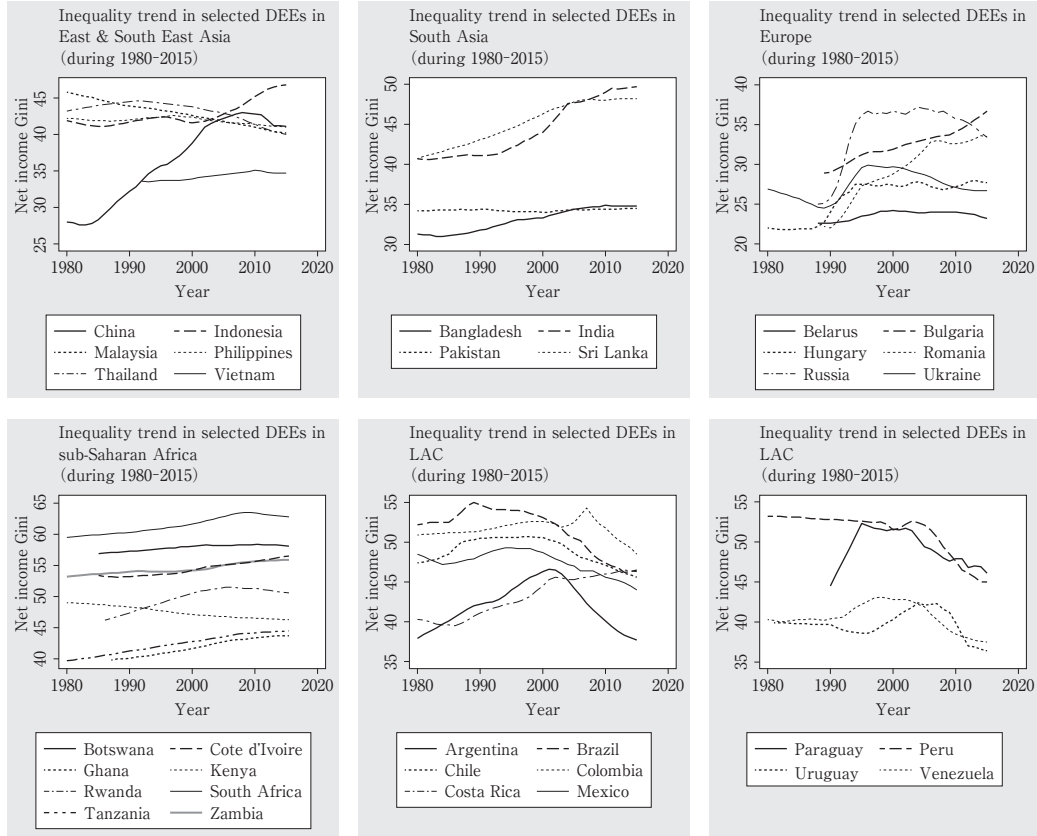 Inequality trend in selected DEEs in
East & South East Asia
(during 1980-2015)
Net income Gini
45
40
35
30
25
1980 1990 2000 2010 2020
Year
China Indonesia
Malaysia Philippines
Thailand Vietnam
Inequality trend in selected DEEs in
South Asia
(during 1980-2015)
Net income Gini
50
45
40
35
30
1980 1990 2000 2010 2020
Year
Bangladesh India
Pakistan Sri Lanka
Inequality trend in selected DEEs in
Europe
(during 1980-2015)
Net income Gini
40
35
30
25
20
1980 1990 2000 2010 2020
Year
Belarus Bulgaria
Hungary Romania
Russia Ukraine
Inequality trend in selected DEEs in
sub-Saharan Africa
(during 1980-2015)
Net income Gini
65
60
55
50
45
40
1980 1990 2000 2010 2020
Year
Botswana Cote d'Ivoire
Ghana Kenya
Rwanda South Africa
Tanzania Zambia
Inequality trend in selected DEEs in
LAC
(during 1980-2015)
Net income Gini
55
50
45
40
35
1980 1990 2000 2010 2020
Year
Argentina Brazil
Chile Colombia
Costa Rica Mexico
Inequality trend in selected DEEs in
LAC
(during 1980-2015)
Net income Gini
55
50
45
40
35
1980 1990 2000 2010 2020
Year
Paraguay Peru
Uruguay Venezuela